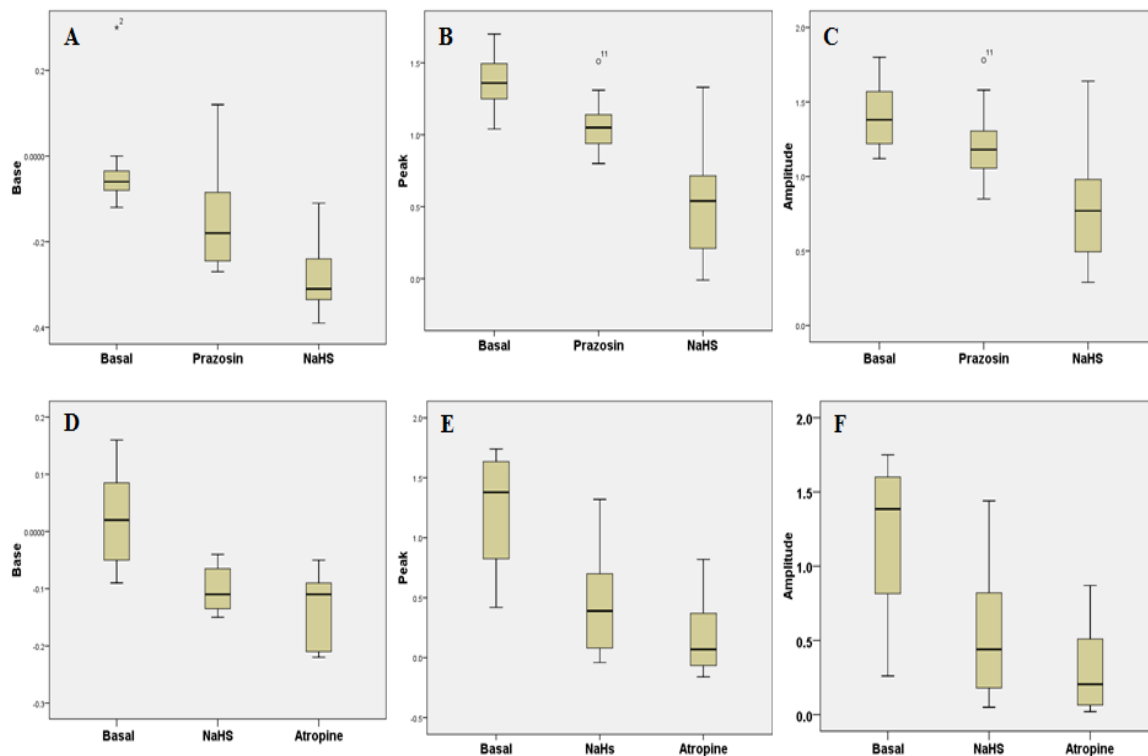 A
* 2
0.2
0.0000
-0.2
-0.4
Base
Basal Prazosin NaHS
B
o 11
1.5
1.0
0.5
0.0
Peak
Basal Prazosin NaHS
C
o 11
2.0
1.5
1.0
0.5
0.0
Amplitude
Basal Prazosin NaHS
D
0.2
0.1
0.0000
-0.1
-0.2
-0.3
Base
Basal NaHS Atropine
E
2.0
1.5
1.0
0.5
0.0
-0.5
Peak
Basal NaHs Atropine
F
2.0
1.5
1.0
0.5
0.0
Amplitude
Basal NaHS Atropine